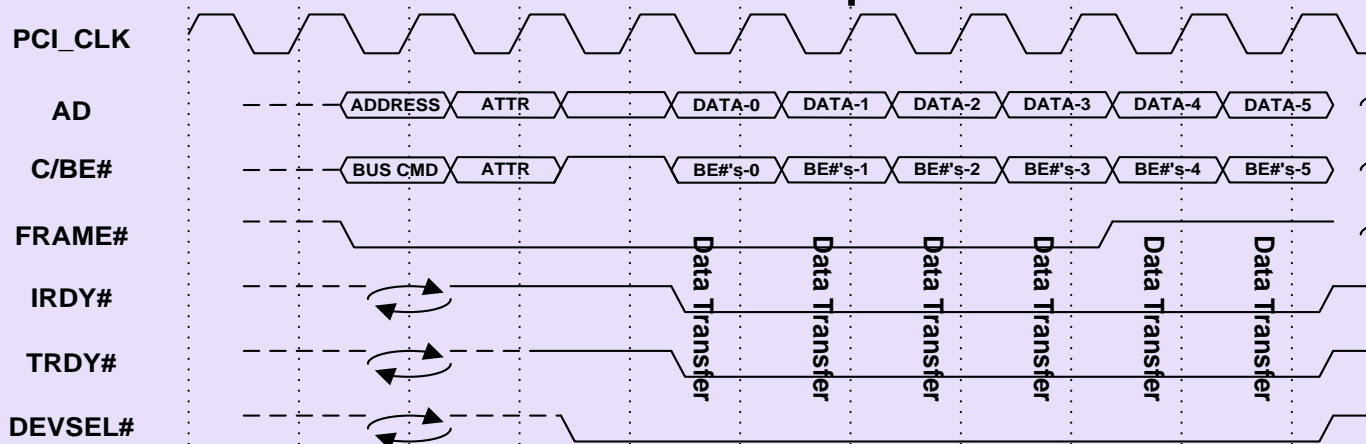 PCI_CLK
AD
ADDRESS ATTR DATA-0 DATA-1 DATA-2 DATA-3 DATA-4 DATA-5
C/BE#
BUS CMD ATTR BE#'s-0 BE#'s-1 BE#'s-2 BE#'s-3 BE#'s-4 BE#'s-5
FRAME#
IRDY#
TRDY#
DEVSEL#
Data Transfer
Data Transfer
Data Transfer
Data Transfer
Data Transfer
Data Transfer